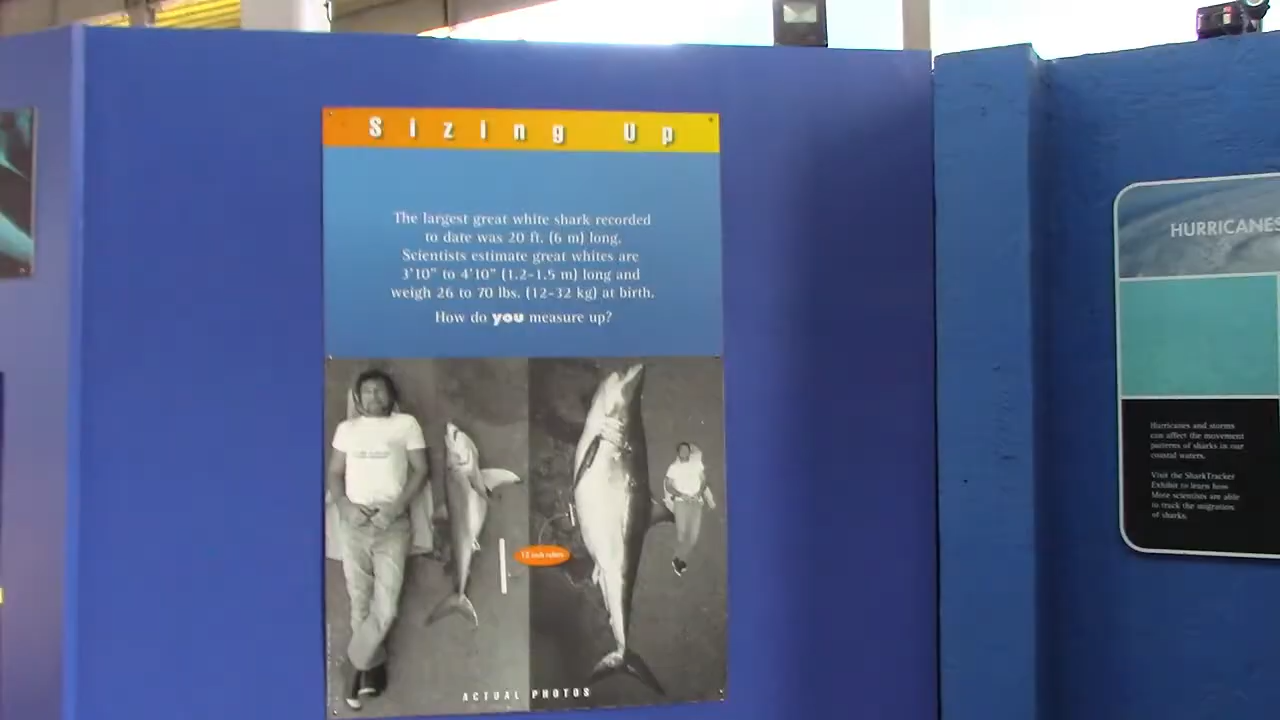 Sizing Up
The largest great white shark recorded
to date was 20 ft. (6 m) long.
Scientists estimate great whites are
3'10" to 4'10" (1.2-1.5 m) long and
weigh 26 to 70 lbs. (12-32 kg) at birth.
How do you measure up?
12 inch rulers
ACTUAL PHOTOS
HURRICANES
Hurricanes and storms
can affect the movement
patterns of sharks in our
coastal waters.
Visit the SharkTracker
Exhibit to learn how
Mote scientists are able
to track the migration
of sharks.